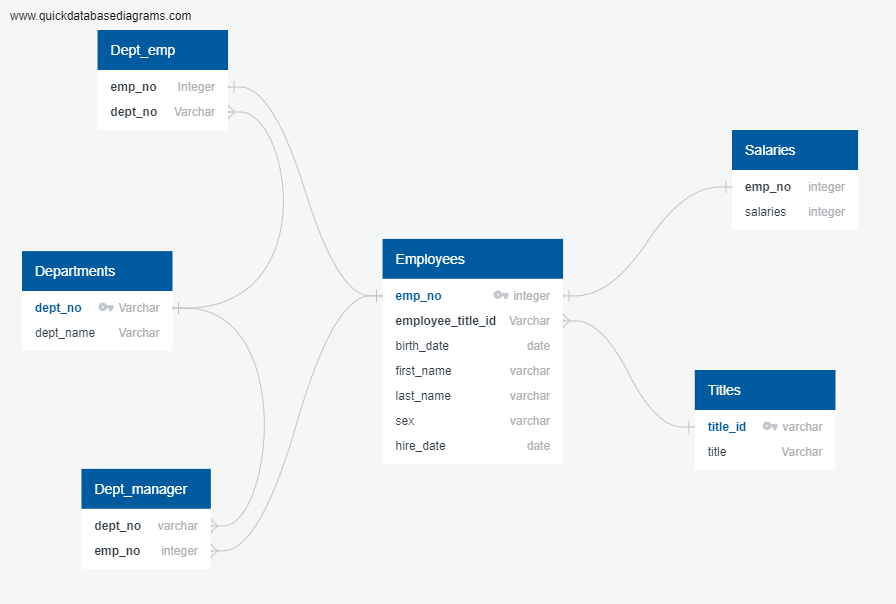 www.quickdatabasediagrams.com
Dept_emp
emp_no Integer
dept_no Varchar
Departments
dept_no Varchar
dept_name Varchar
Dept_manager
dept_no varchar
emp_no integer
Employees
emp_no integer
employee_title_id Varchar
birth_date date
first_name varchar
last_name varchar
sex varchar
hire_date date
Salaries
emp_no integer
salaries integer
Titles
title_id varchar
title Varchar